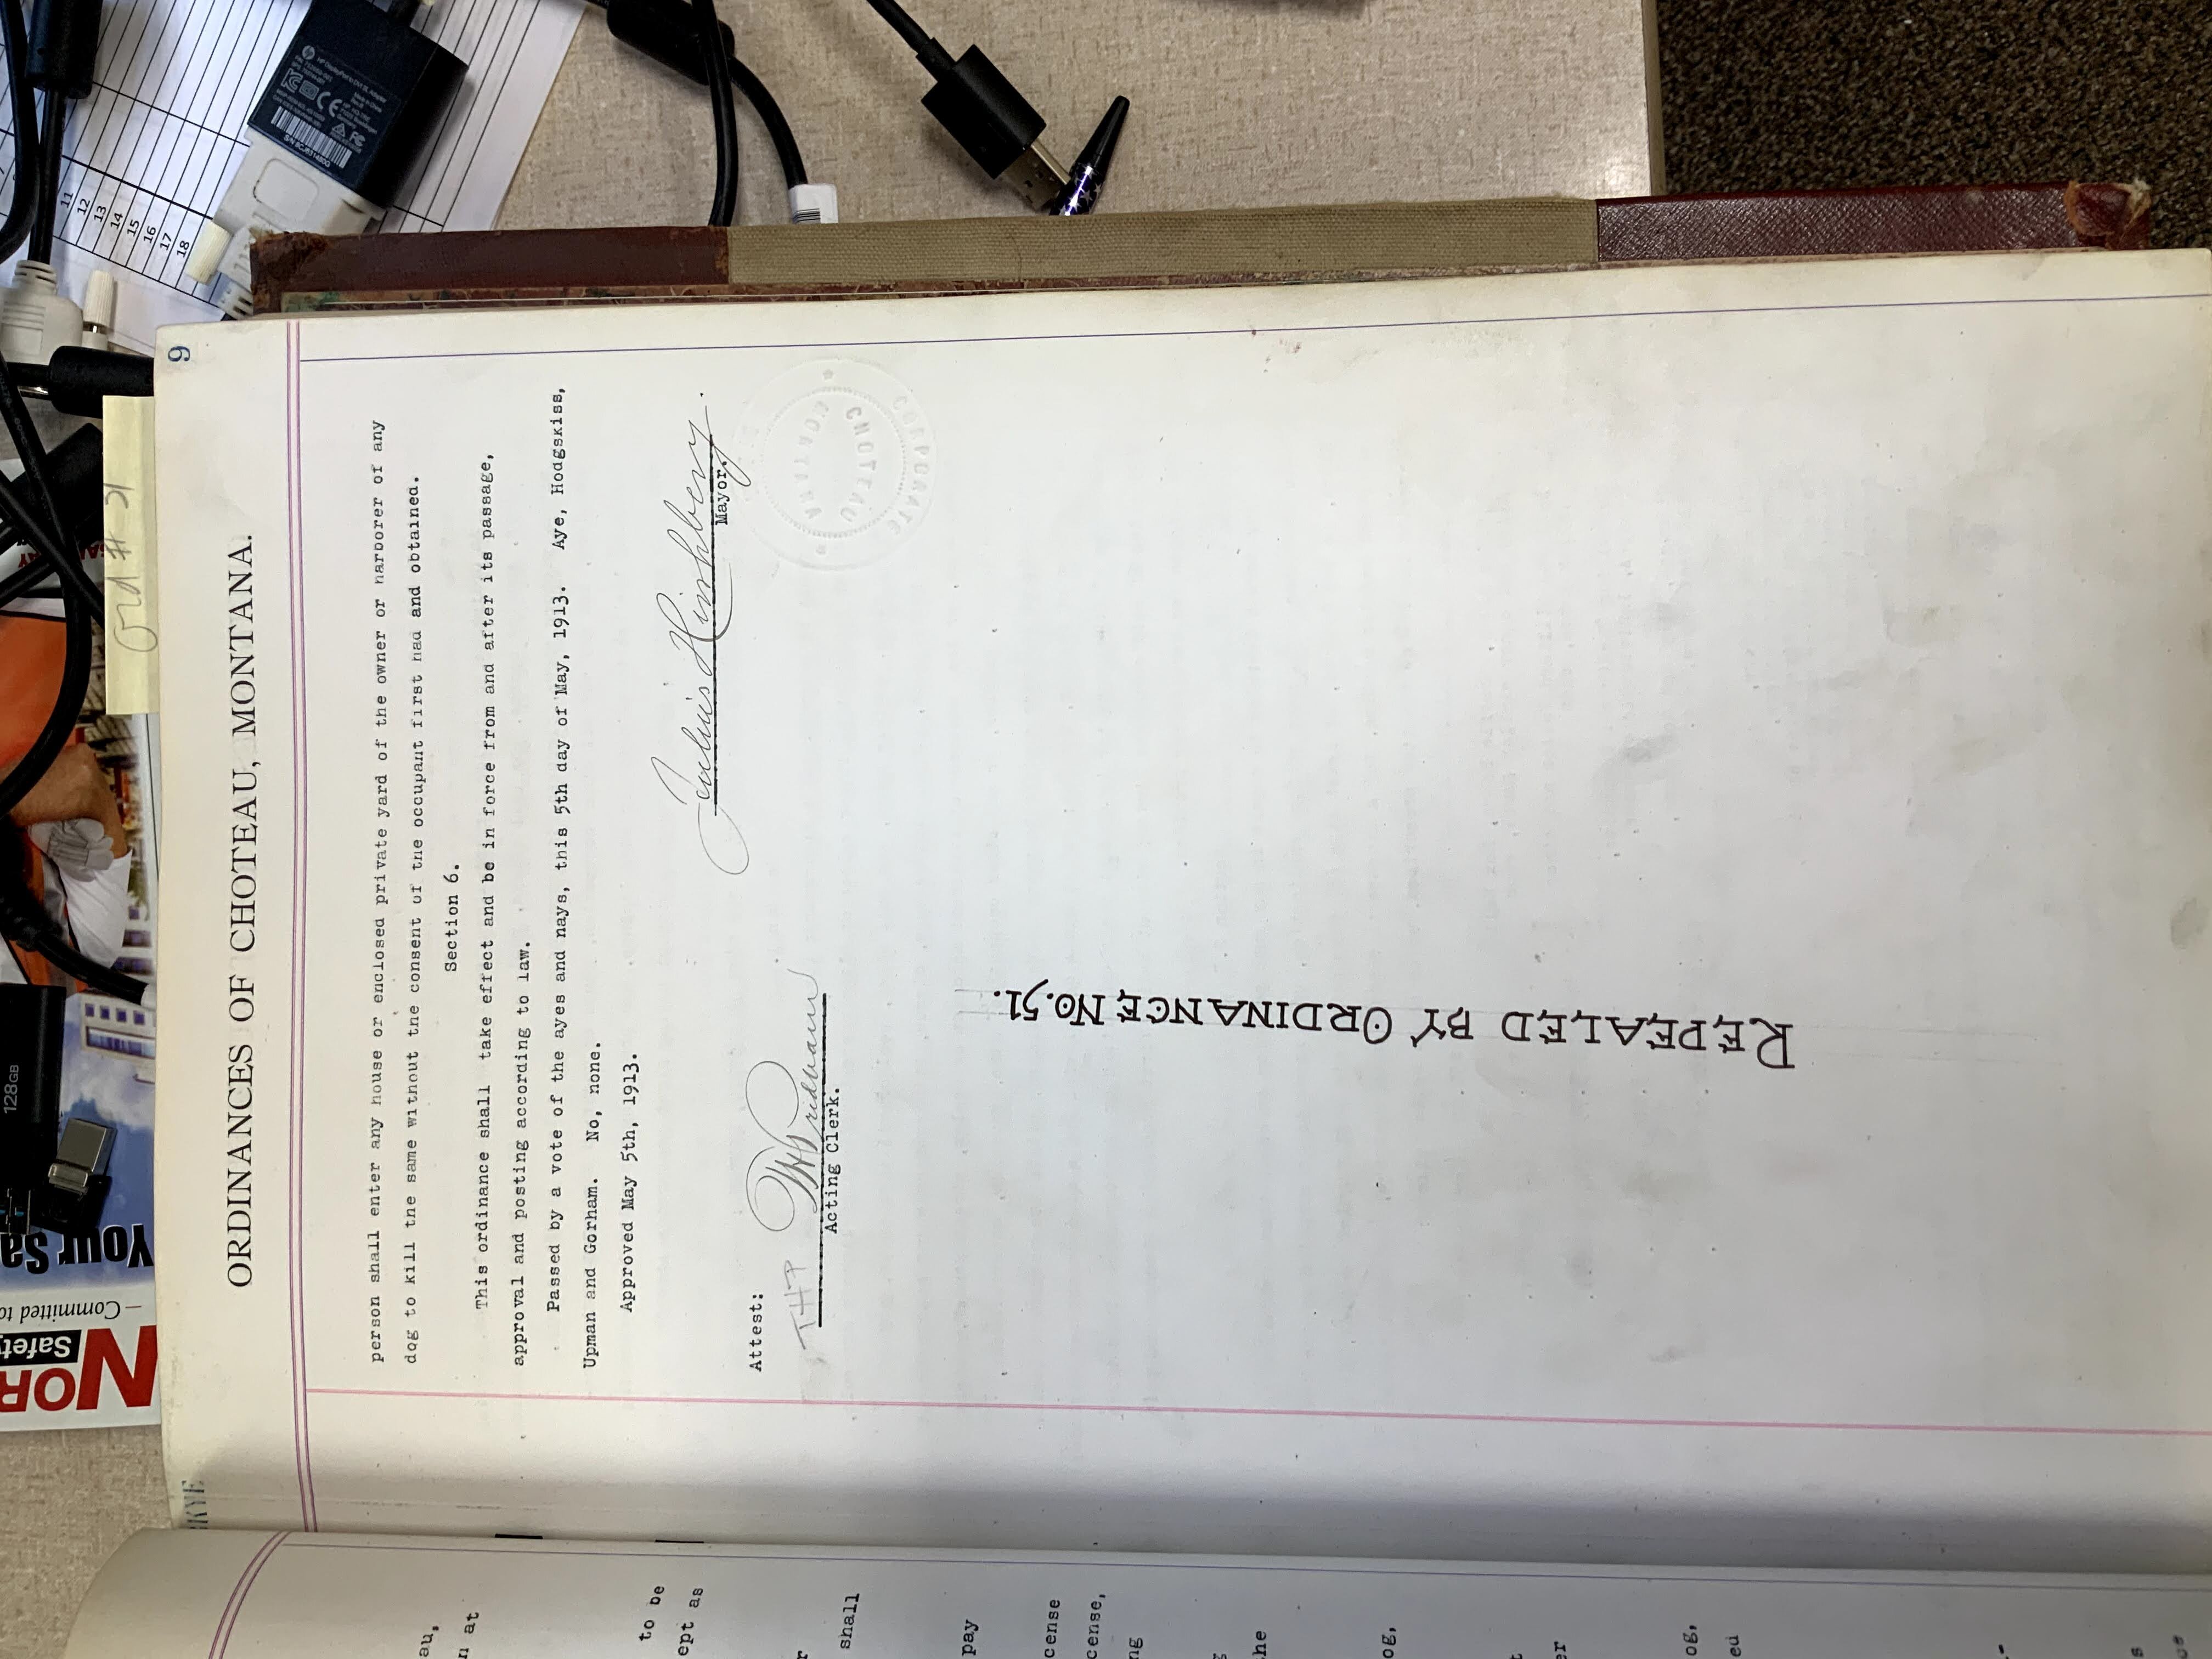 NOR
Safety
— Committed to
Your Sa
128GB
Ord # 21
11
12
13
14
15
16
17
18
KYE
9
ORDINANCES OF CHOTEAU, MONTANA.
person shall enter any house or enclosed private yard of the owner or harborer of any
dog to kill the same without the consent of the occupant first had and obtained.
Section 6.
This ordinance shall take effect and be in force from and after its passage,
approval and posting according to law.
Passed by a vote of the ayes and nays, this 5th day of May, 1913. Aye, Hodgskiss,
Upman and Gorham. No, none.
Approved May 5th, 1913.
Julius Hirshberg.
Mayor.
Attest:
THP THPridham
Acting Clerk.
CORPORATE
CHOTEAU
MONTANA
REPEALED BY ORDINANCE NO. 51.
au,
n at
to be
ept as
r
shall
pay
cense
cense,
ng
g
the
og,
t
er
og,
ed
s